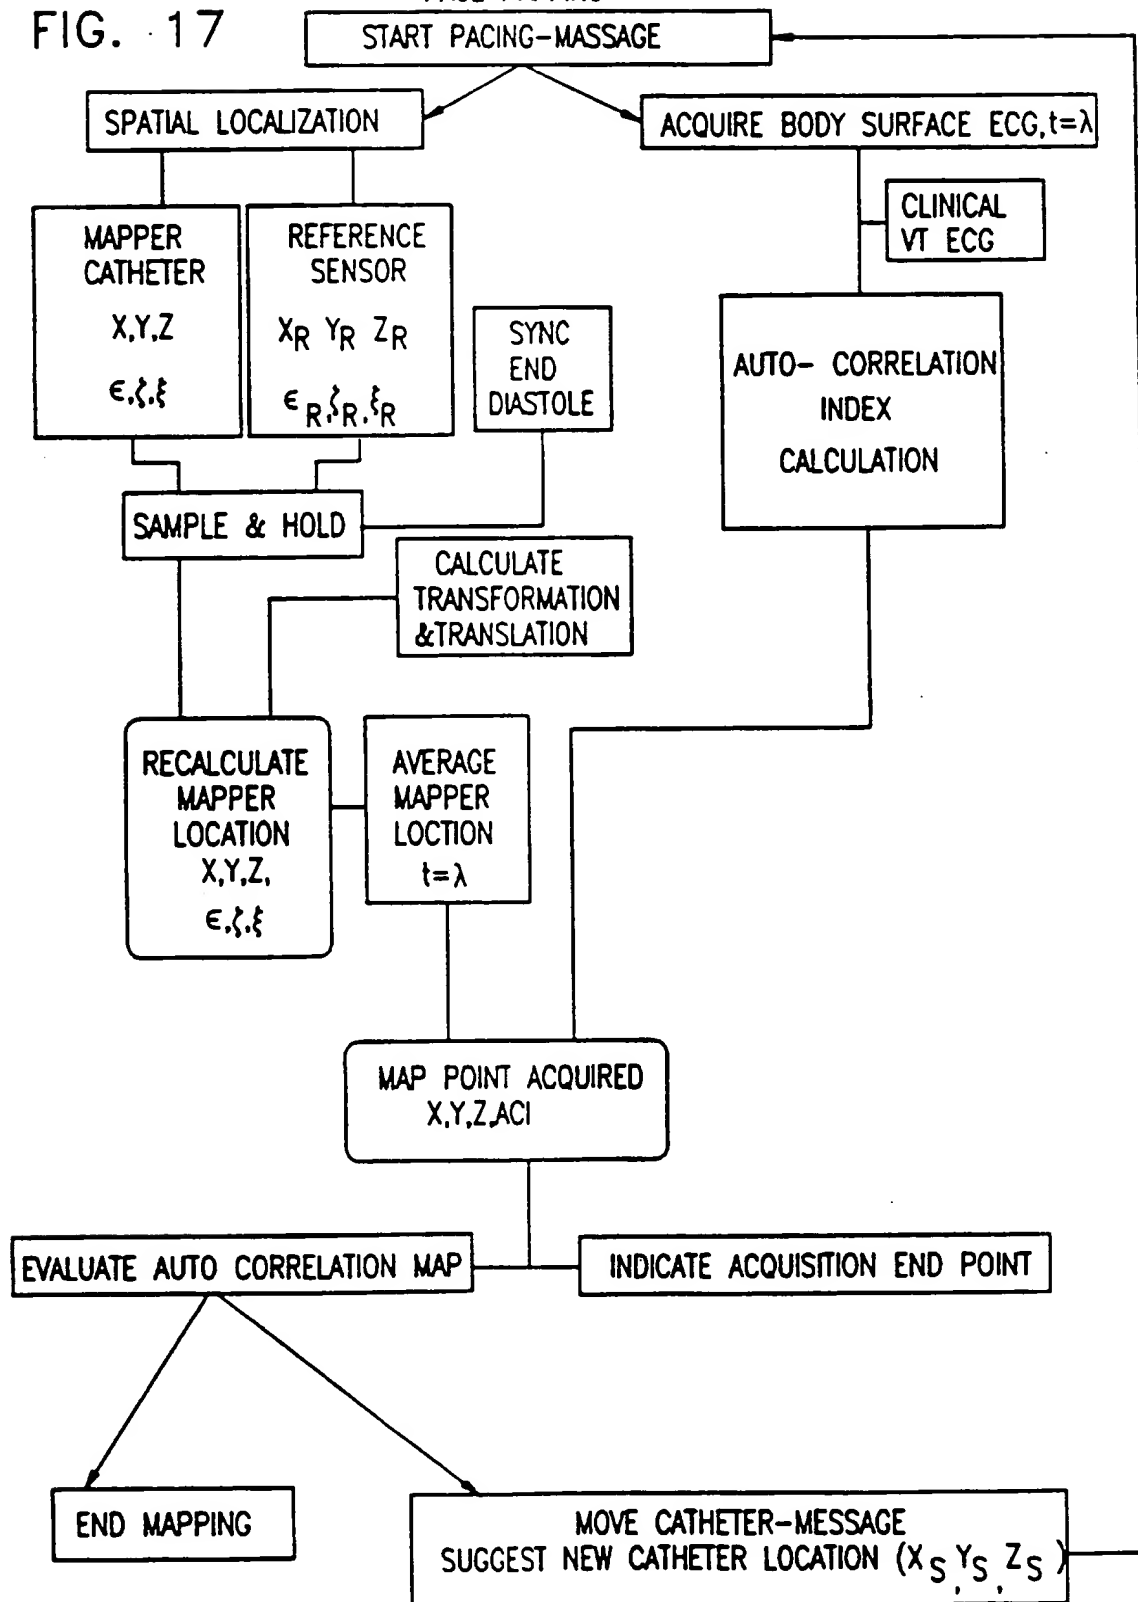 FIG. 17
START PACING-MASSAGE
SPATIAL LOCALIZATION
ACQUIRE BODY SURFACE ECG,t=λ
CLINICAL
VT ECG
MAPPER
CATHETER
X,Y,Z
ϵ,ζ,ξ
REFERENCE
SENSOR
XR YR ZR
ϵR,ζR,ξR
SYNC
END
DIASTOLE
AUTO- CORRELATION
INDEX
CALCULATION
SAMPLE & HOLD
CALCULATE
TRANSFORMATION
&TRANSLATION
RECALCULATE
MAPPER
LOCATION
X,Y,Z,
ϵ,ζ,ξ
AVERAGE
MAPPER
LOCTION
t=λ
MAP POINT ACQUIRED
X,Y,Z,ACI
EVALUATE AUTO CORRELATION MAP
INDICATE ACQUISITION END POINT
END MAPPING
MOVE CATHETER-MESSAGE
SUGGEST NEW CATHETER LOCATION (XS,YS,ZS)